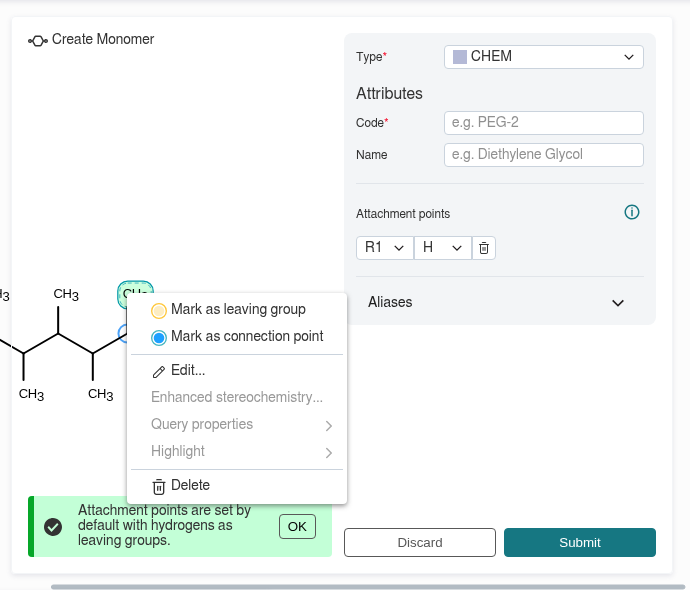 Create Monomer
Type*
CHEM
Attributes
Code*
e.g. PEG-2
Name
e.g. Diethylene Glycol
Attachment points
R1
H
Aliases
CH3
Mark as leaving group
Mark as connection point
Edit...
Enhanced stereochemistry...
Query properties
Highlight
Delete
CH3
CH3
Attachment points are set by
default with hydrogens as
leaving groups.
OK
Discard
Submit